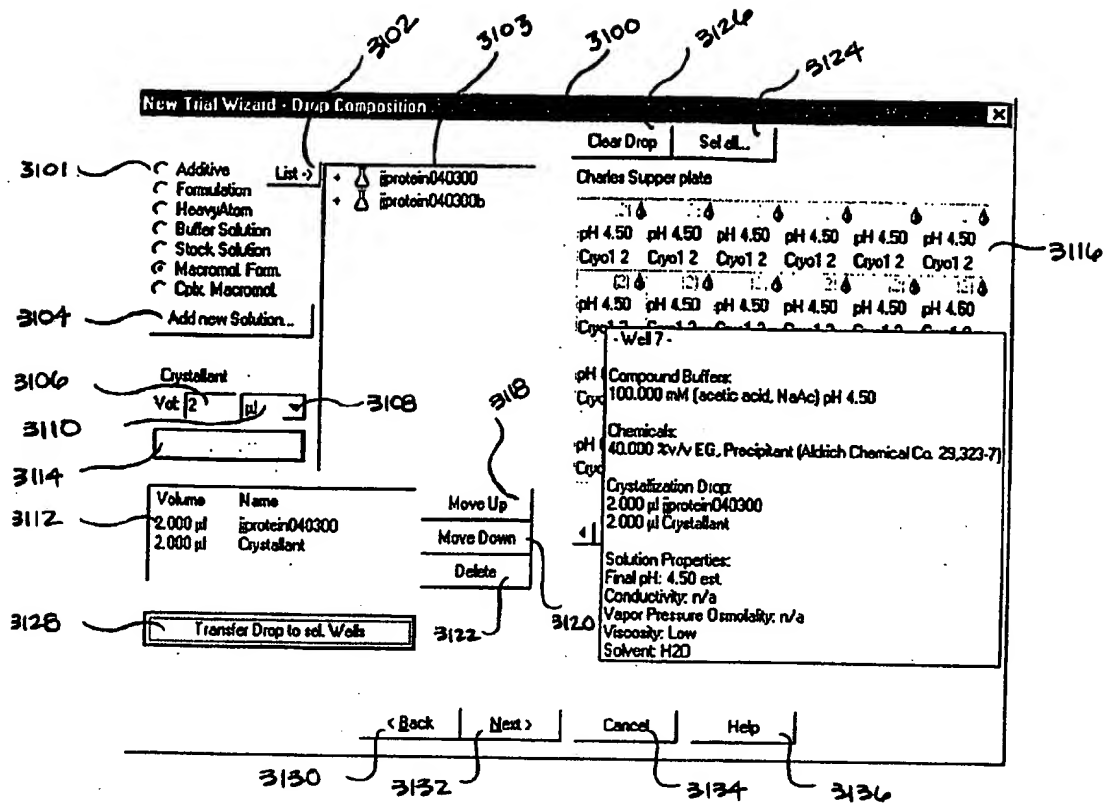 3102
3103
3100
3126
3124
New Trial Wizard - Drop Composition
Clear Drop
Sel all...
3101
Additive
List ->
jjprotein040300
Charles Supper plate
Formulation
jjprotein040300b
HeavyAtom
Buffer Solution
pH 4.50 pH 4.50 pH 4.50 pH 4.50 pH 4.50 pH 4.50
3116
Stock Solution
Cryo1 2 Cryo1 2 Cryo1 2 Cryo1 2 Cryo1 2 Cryo1 2
Macromol. Form.
Cplx. Macromol.
3104
Add new Solution...
pH 4.50 pH 4.50 pH 4.50 pH 4.50 pH 4.50 pH 4.50
- Well 7 -
3106
Crystallant
Compound Buffers:
Vol: 2 µl
3108
3118
100.000 mM (acetic acid, NaAc) pH 4.50
3110
Chemicals:
3114
40.000 %v/v EG, Precipitant (Aldrich Chemical Co. 29,323-7)
Crystallization Drop:
3112
Volume Name
Move Up
2.000 µl jjprotein040300
2.000 µl jjprotein040300
2.000 µl Crystallant
2.000 µl Crystallant
Move Down
Delete
Solution Properties:
Final pH: 4.50 est.
Conductivity: n/a
3128
Transfer Drop to sel. Wells
3122
3120
Vapor Pressure Osmolality: n/a
Viscosity: Low
Solvent: H2O
< Back
Next >
Cancel
Help
3130
3132
3134
3136